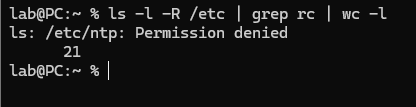 lab@PC:~ % ls -l -R /etc | grep rc | wc -l
ls: /etc/ntp: Permission denied
      21
lab@PC:~ %